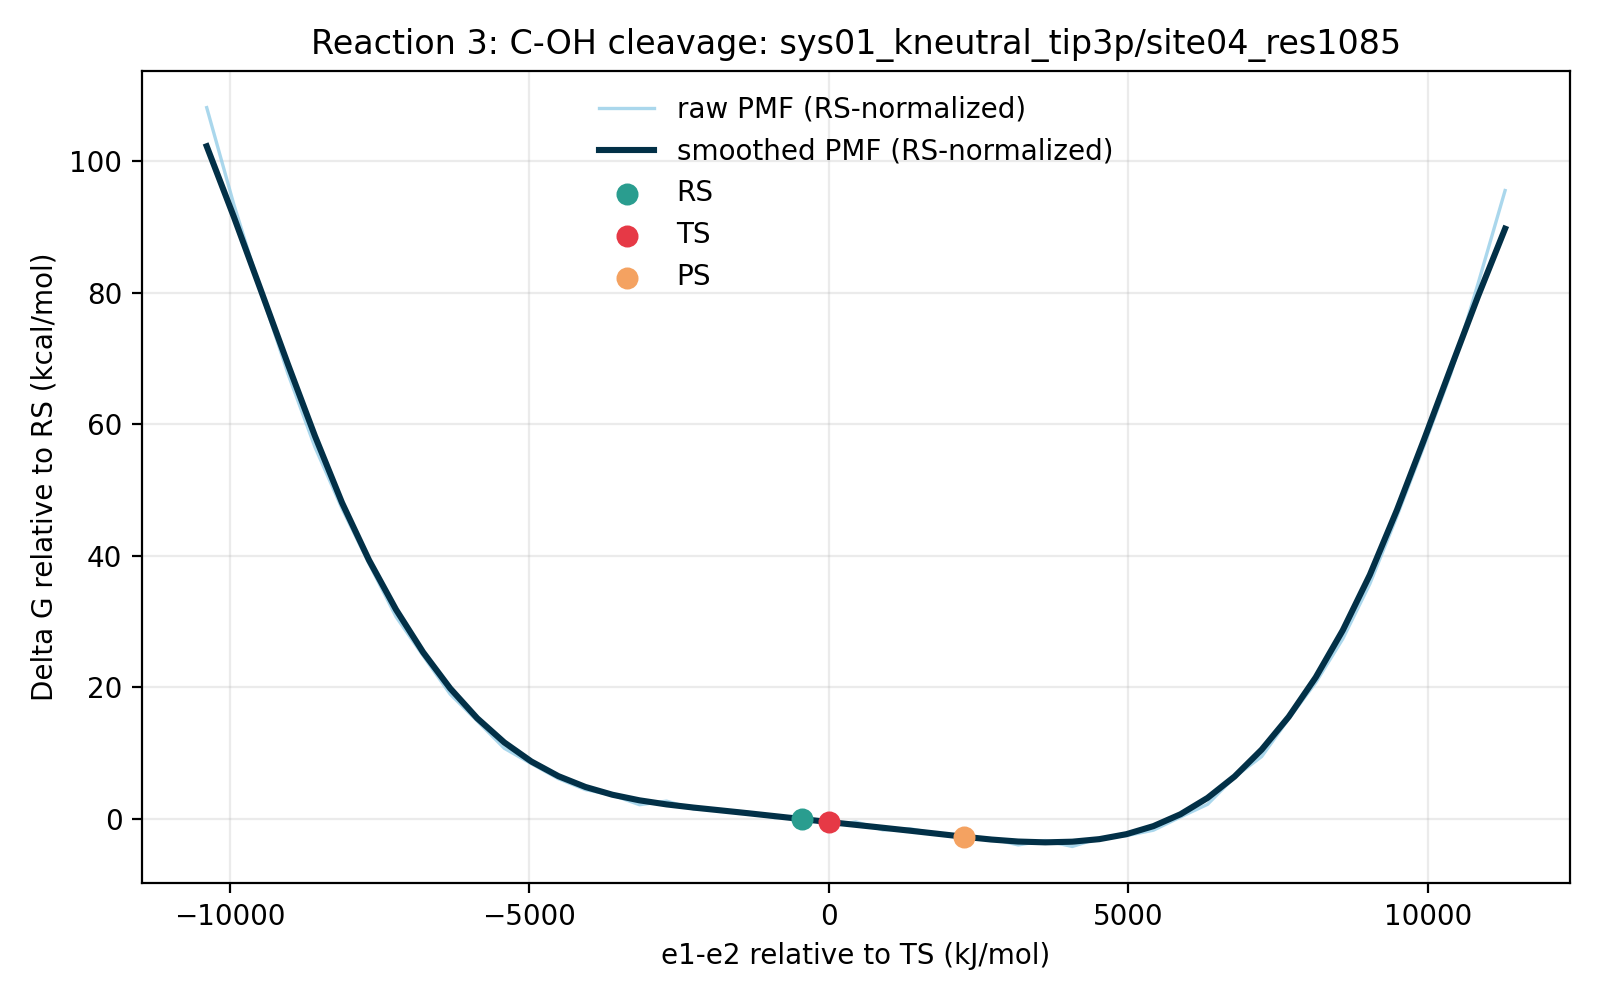 Reaction 3: C-OH cleavage: sys01_kneutral_tip3p/site04_res1085
raw PMF (RS-normalized)
smoothed PMF (RS-normalized)
RS
TS
PS
Delta G relative to RS (kcal/mol)
100
80
60
40
20
0
−10000 −5000 0 5000 10000
e1-e2 relative to TS (kJ/mol)